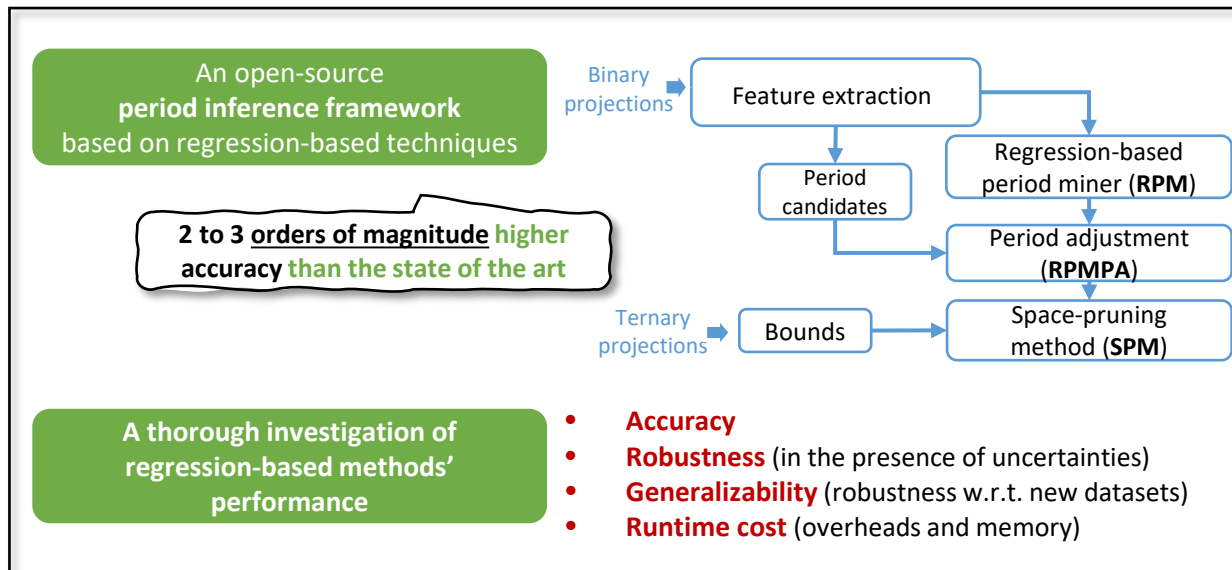 An open-source
period inference framework
based on regression-based techniques
Binary
projections
Feature extraction
Period
candidates
Regression-based
period miner (RPM)
Period adjustment
(RPMPA)
2 to 3 orders of magnitude higher
accuracy than the state of the art
Ternary
projections
Bounds
Space-pruning
method (SPM)
A thorough investigation of
regression-based methods’
performance
• Accuracy
• Robustness (in the presence of uncertainties)
• Generalizability (robustness w.r.t. new datasets)
• Runtime cost (overheads and memory)